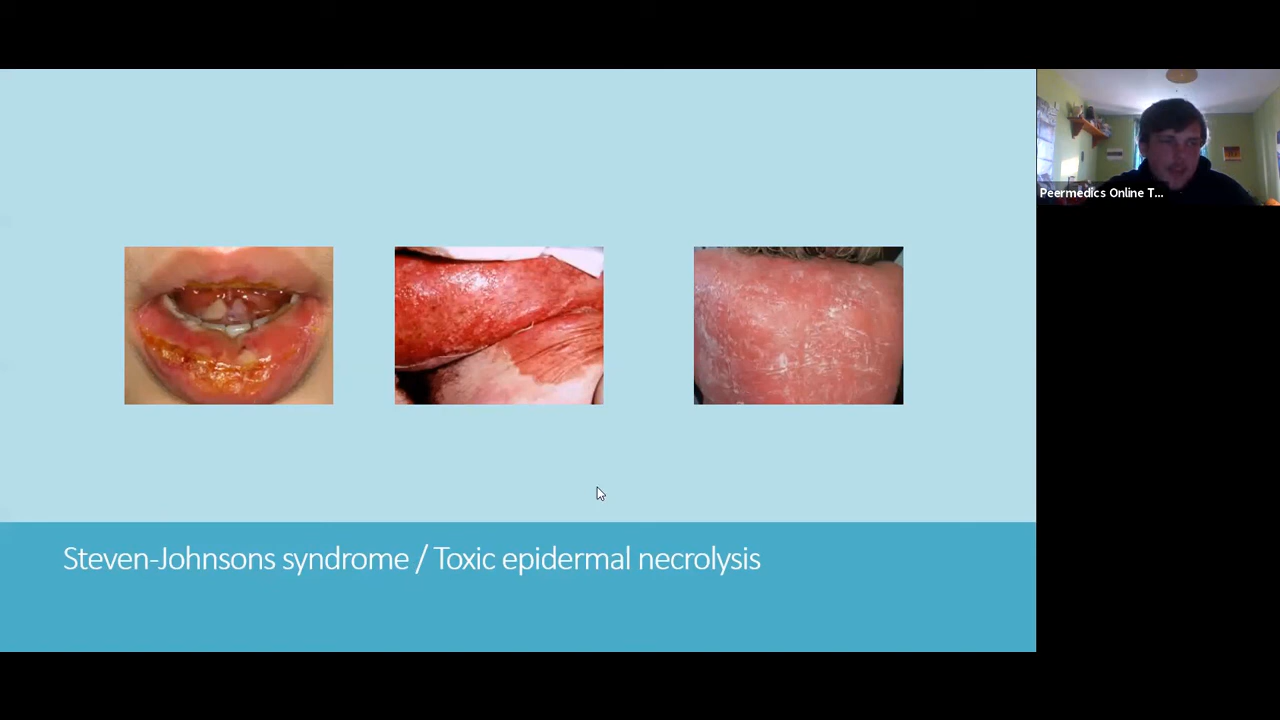 Peermedics Online T...
Steven-Johnsons syndrome / Toxic epidermal necrolysis